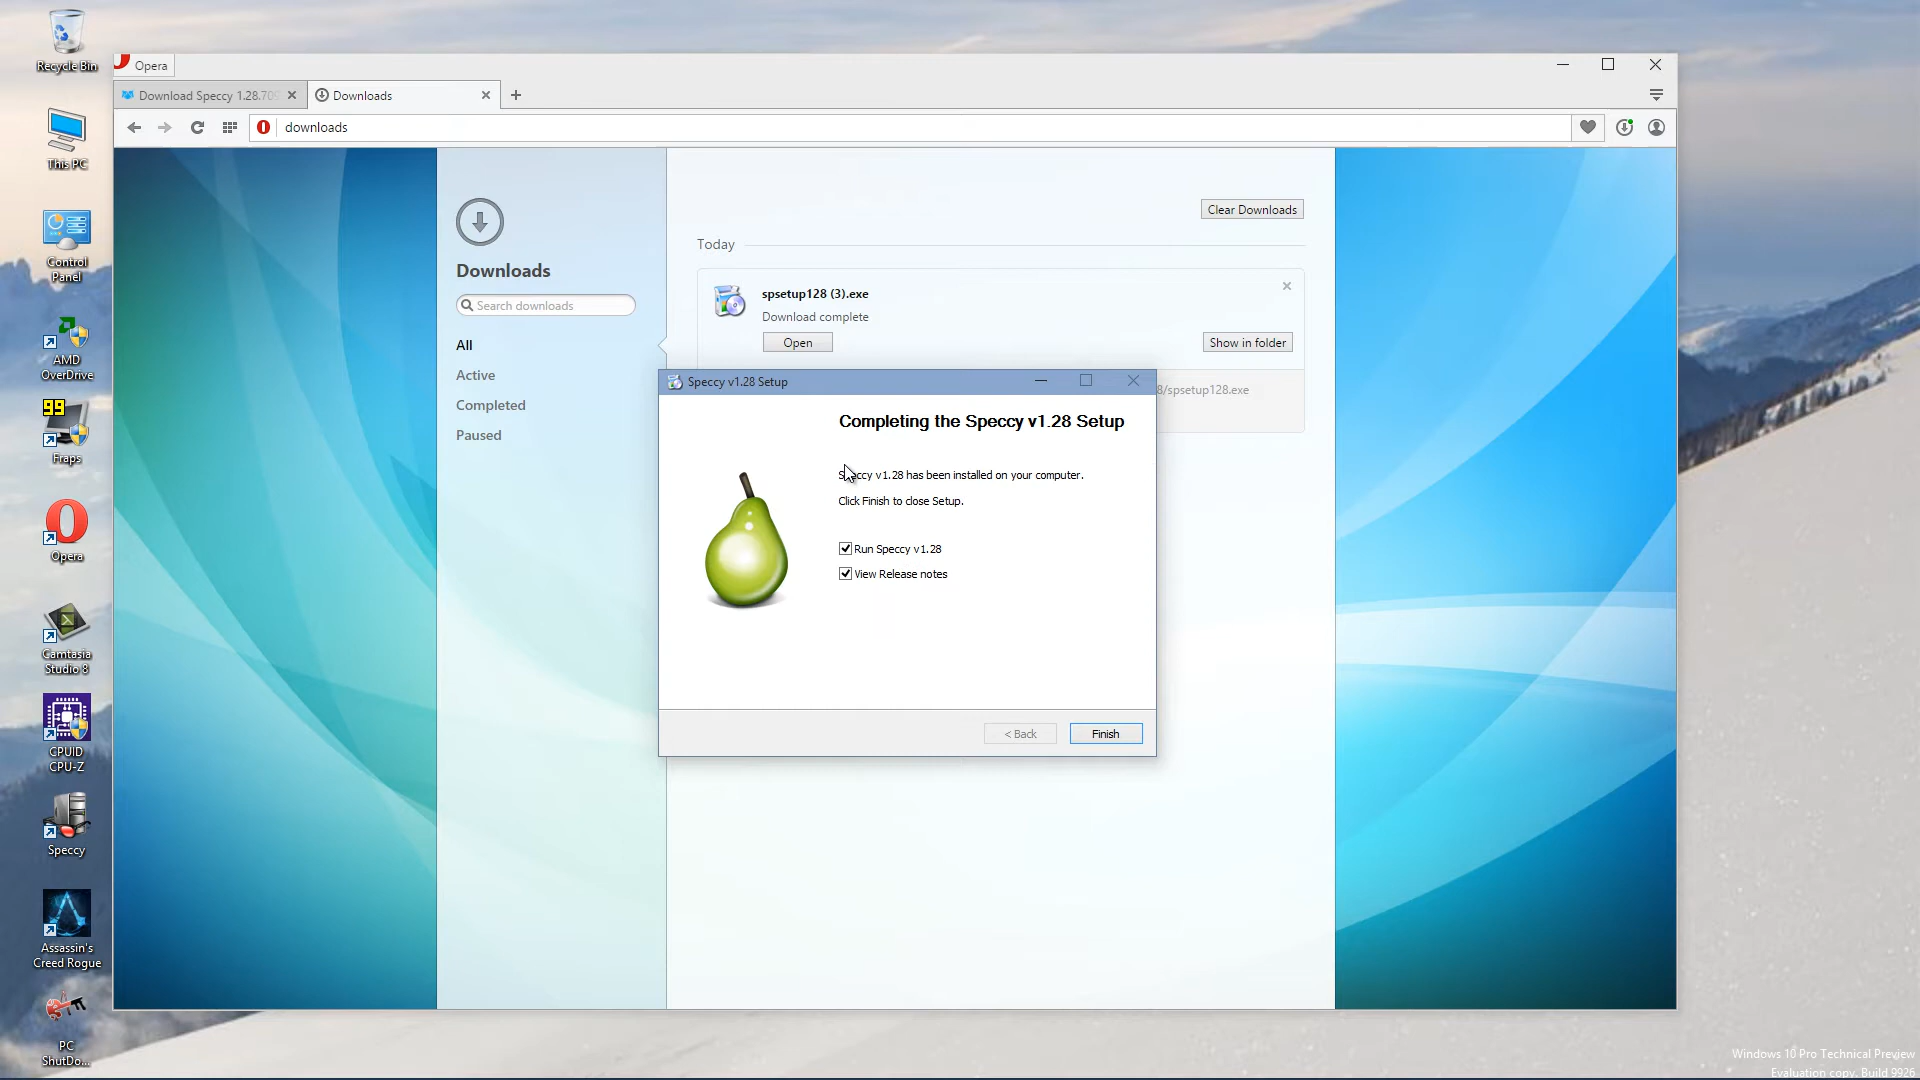 Recycle Bin
This PC
Control
Panel
AMD
OverDrive
99
Fraps
Opera
Camtasia
Studio 8
CPUID
CPU-Z
Speccy
Assassin's
Creed Rogue
PC
ShutDo...
Opera
Download Speccy 1.28.709
Downloads
downloads
Downloads
Search downloads
All
Active
Completed
Paused
Clear Downloads
Today
spsetup128 (3).exe
Download complete
Open
Show in folder
8/spsetup128.exe
Speccy v1.28 Setup
Completing the Speccy v1.28 Setup
Speccy v1.28 has been installed on your computer.
Click Finish to close Setup.
Run Speccy v1.28
View Release notes
< Back
Finish
Windows 10 Pro Technical Preview
Evaluation copy. Build 9926